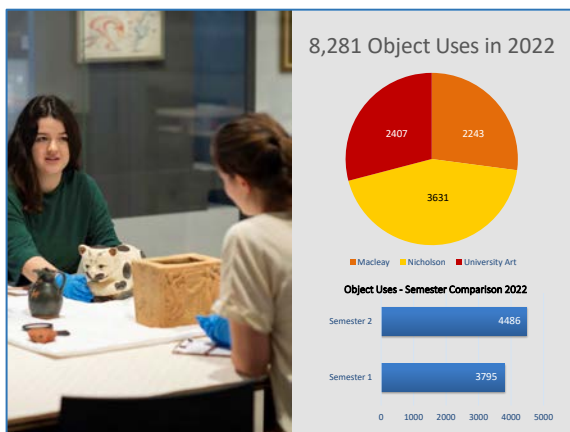 8,281 Object Uses in 2022
2407
2243
3631
Macleay Nicholson University Art
Object Uses - Semester Comparison 2022
Semester 2 4486
Semester 1 3795
0 1000 2000 3000 4000 5000